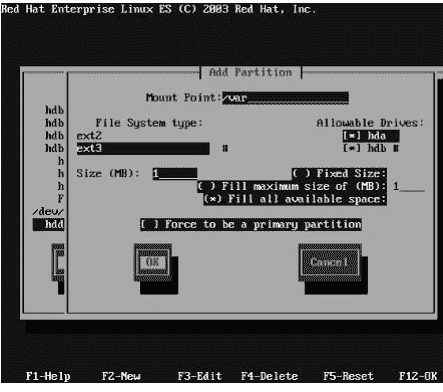 Red Hat Enterprise Linux ES (C) 2003 Red Hat, Inc.
Add Partition
Mount Point:/var
hdb
hdb File System type: Allowable Drives:
hdb ext2 [*] hda
hdb ext3 # [*] hdb #
h
h Size (MB): 1 ( ) Fixed Size:
h ( ) Fill maximum size of (MB): 1
F (*) Fill all available space:
/dev/
hdd [ ] Force to be a primary partition
OK Cancel
F1-Help F2-New F3-Edit F4-Delete F5-Reset F12-OK